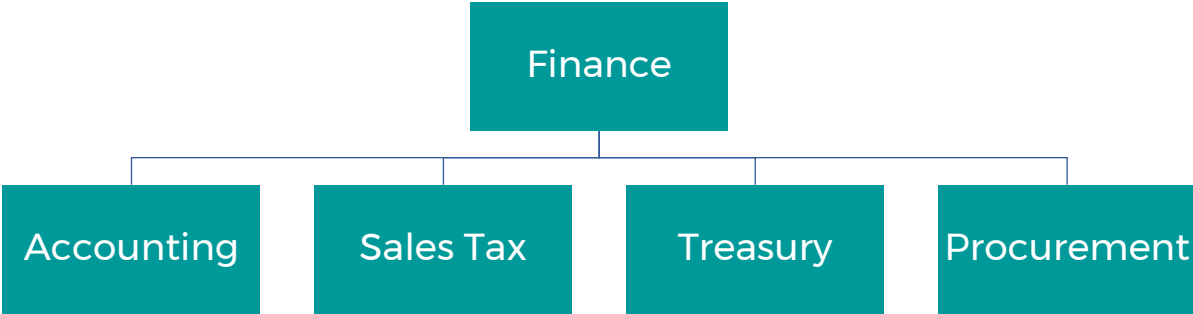 Finance
Accounting
Sales Tax
Treasury
Procurement